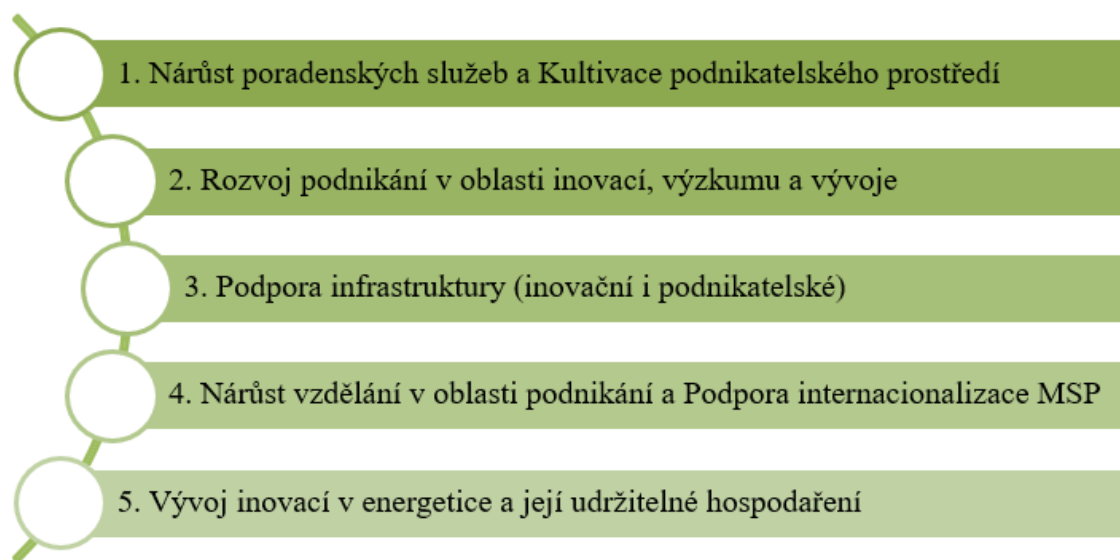 1. Nárůst poradenských služeb a Kultivace podnikatelského prostředí
2. Rozvoj podnikání v oblasti inovací, výzkumu a vývoje
3. Podpora infrastruktury (inovační i podnikatelské)
4. Nárůst vzdělání v oblasti podnikání a Podpora internacionalizace MSP
5. Vývoj inovací v energetice a její udržitelné hospodaření